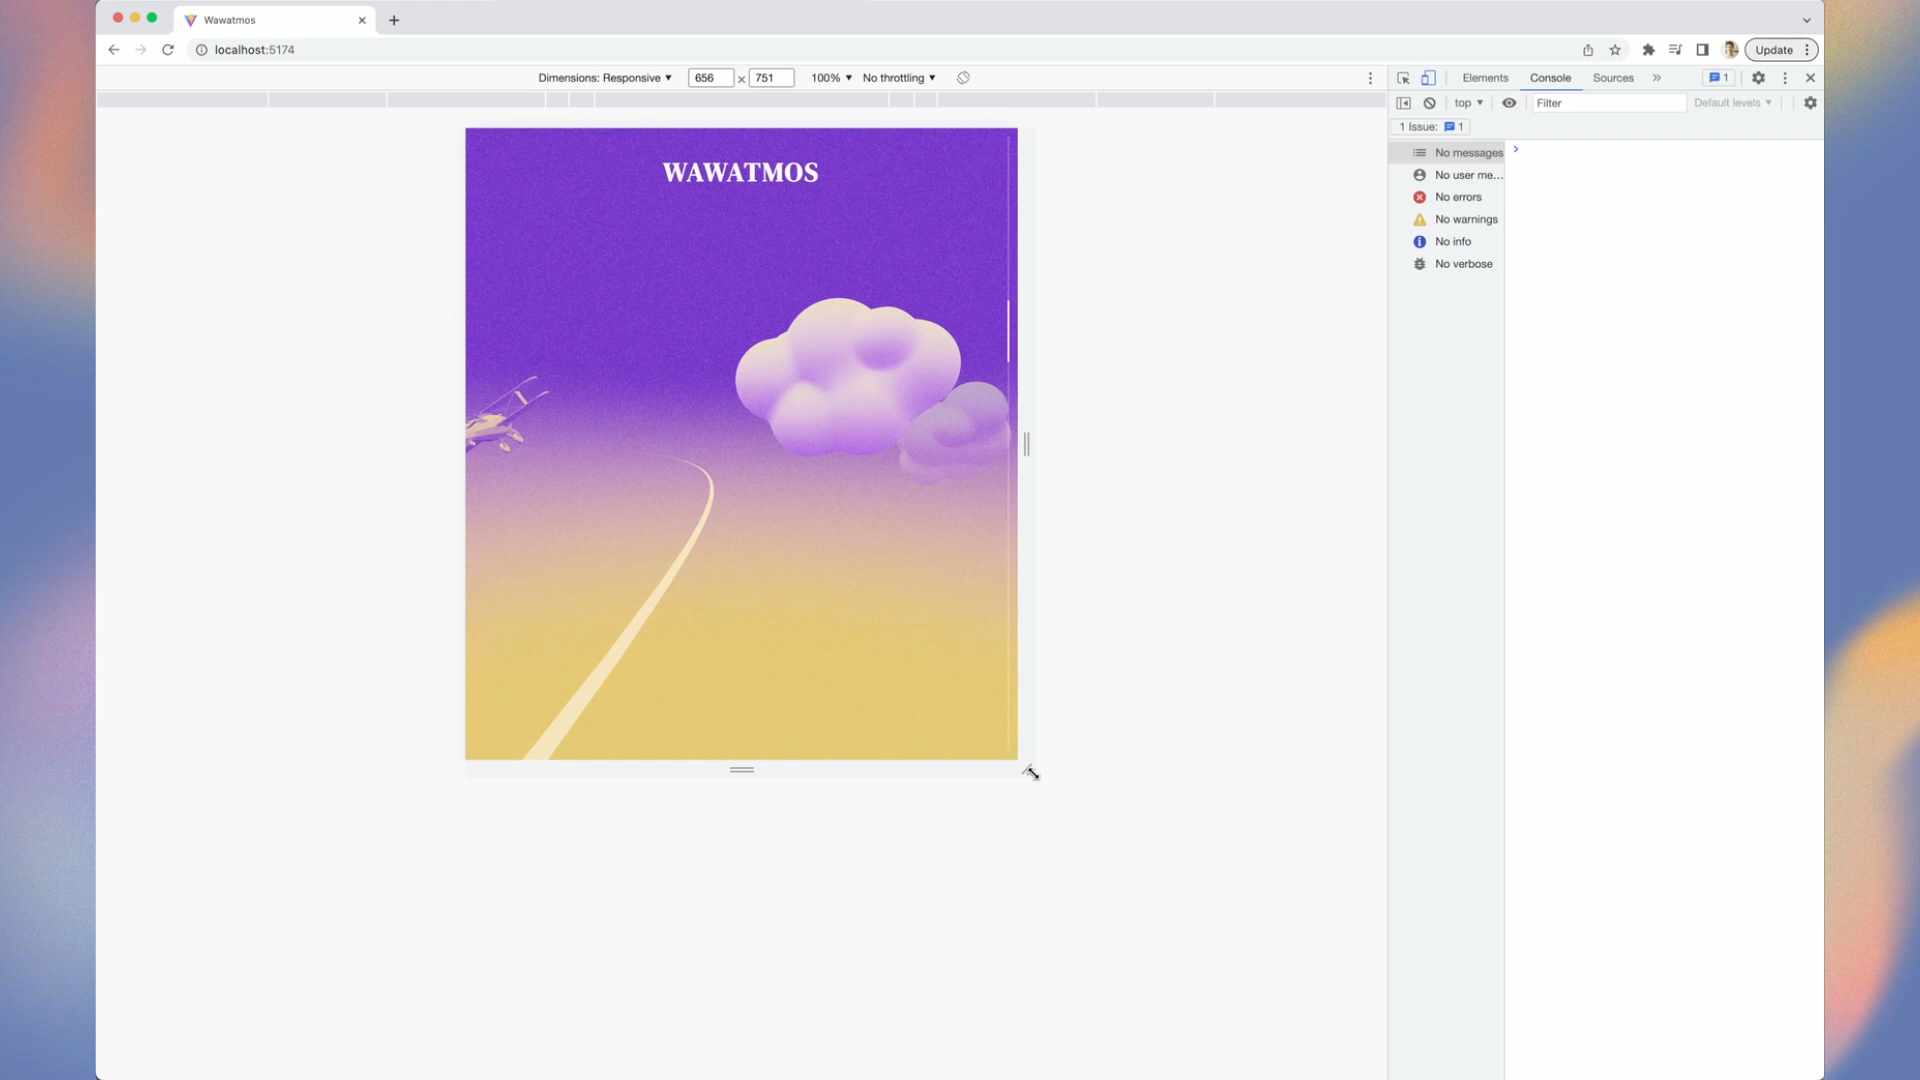 Wawatmos
localhost:5174
Update
Dimensions: Responsive 656 x 751 100% No throttling
Elements Console Sources 1
top Filter Default levels
1 Issue: 1
No messages
No user me...
No errors
No warnings
No info
No verbose
WAWATMOS